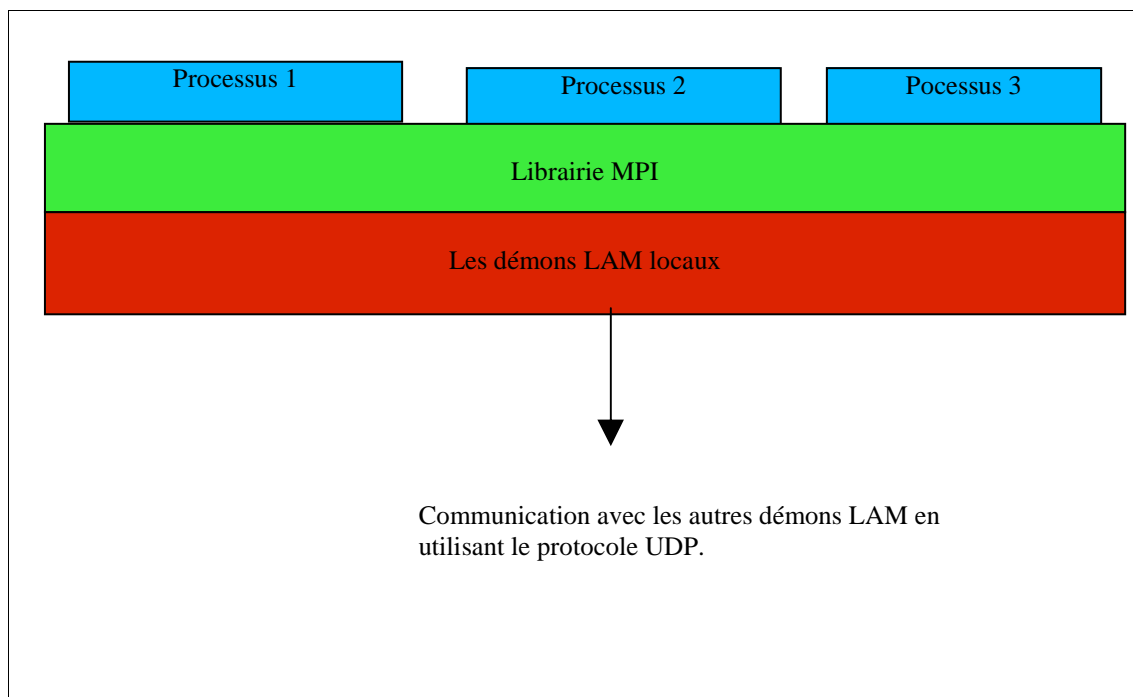 Processus 1
Processus 2
Pocessus 3
Librairie MPI
Les démons LAM locaux
Communication avec les autres démons LAM en
utilisant le protocole UDP.